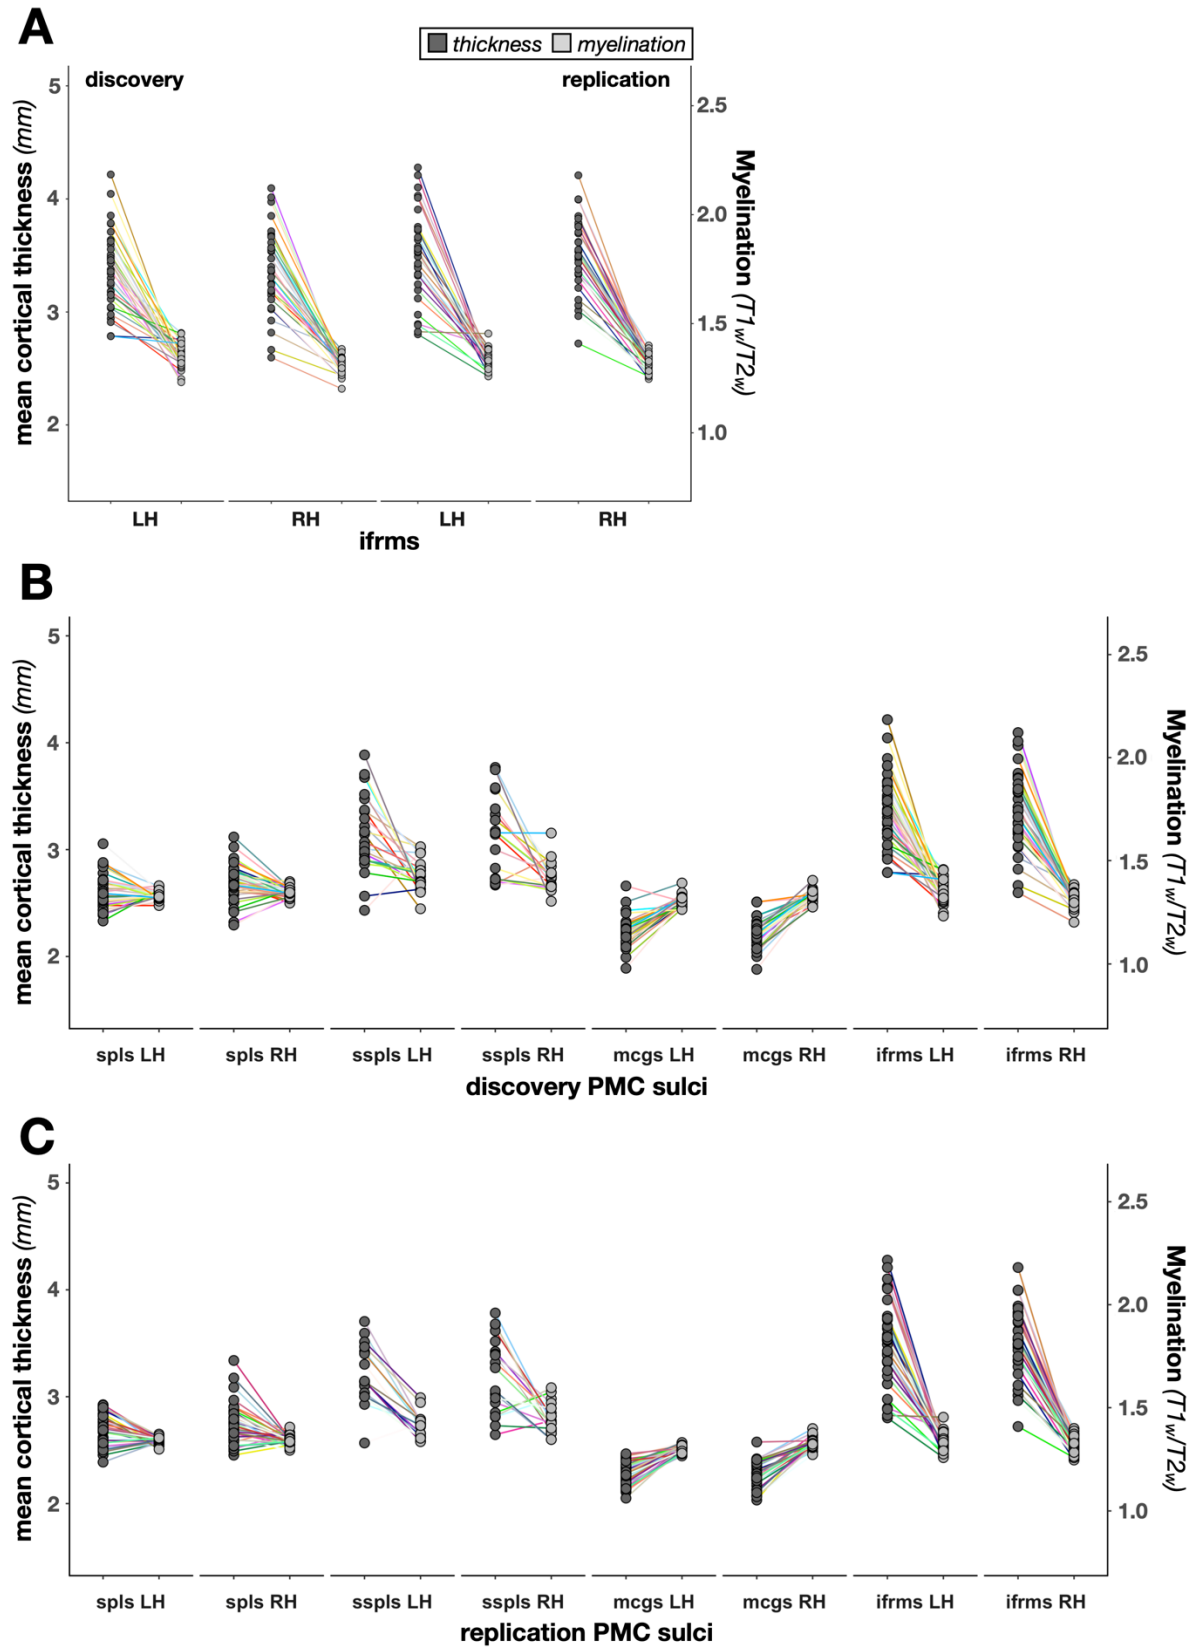 A
thickness myelination
discovery replication
mean cortical thickness (mm)
5
4
3
2
2.5
2.0
1.5
1.0
Myelination (T1w/T2w)
LH RH LH RH
ifrms
B
mean cortical thickness (mm)
5
4
3
2
2.5
2.0
1.5
1.0
Myelination (T1w/T2w)
spls LH spls RH sspls LH sspls RH mcgs LH mcgs RH ifrms LH ifrms RH
discovery PMC sulci
C
mean cortical thickness (mm)
5
4
3
2
2.5
2.0
1.5
1.0
Myelination (T1w/T2w)
spls LH spls RH sspls LH sspls RH mcgs LH mcgs RH ifrms LH ifrms RH
replication PMC sulci